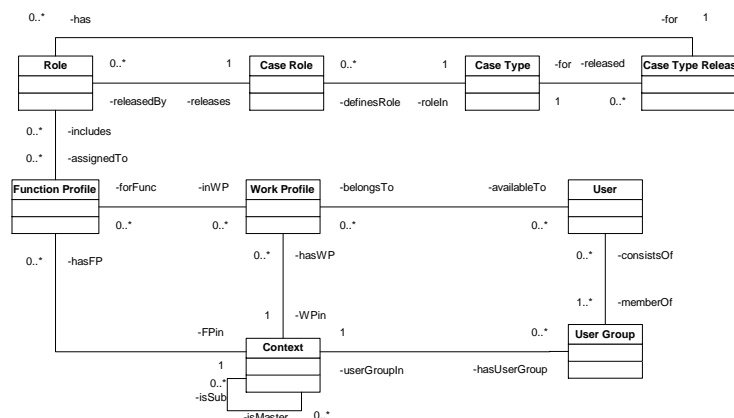 0..* -has -for 1
Role 0..* 1 Case Role 0..* 1 Case Type -for -released Case Type Releas
-releasedBy -releases -definesRole -roleIn 1 0..*
0..* -includes
0..* -assignedTo
Function Profile -forFunc -inWP Work Profile -belongsTo -availableTo User
0..* 0..* 0..* 0..*
0..* -hasFP 0..* -hasWP 0..* -consistsOf
1 -WPin 1..* -memberOf
-FPin 1 0..* User Group
Context
1 -userGroupIn -hasUserGroup
0..*
-isSub
-isMaster 0..*